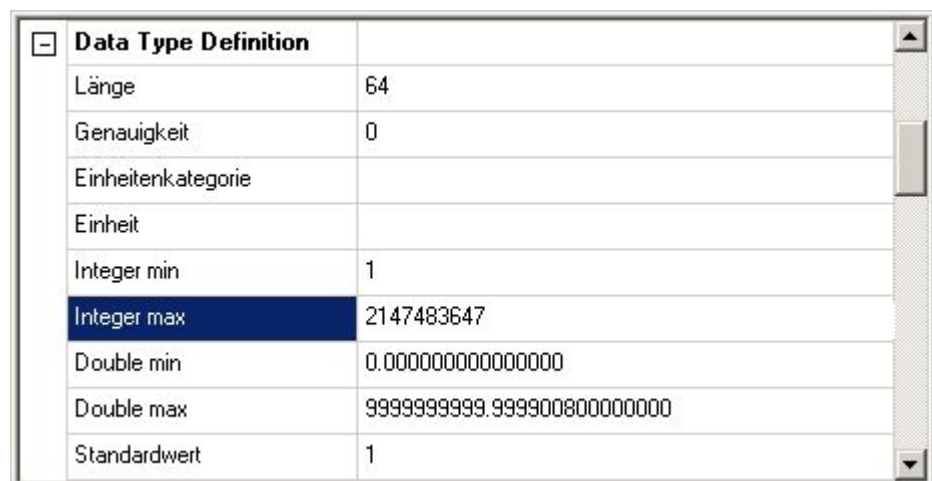 Data Type Definition
Länge 64
Genauigkeit 0
Einheitenkategorie
Einheit
Integer min 1
Integer max 2147483647
Double min 0.000000000000000
Double max 9999999999.999900800000000
Standardwert 1